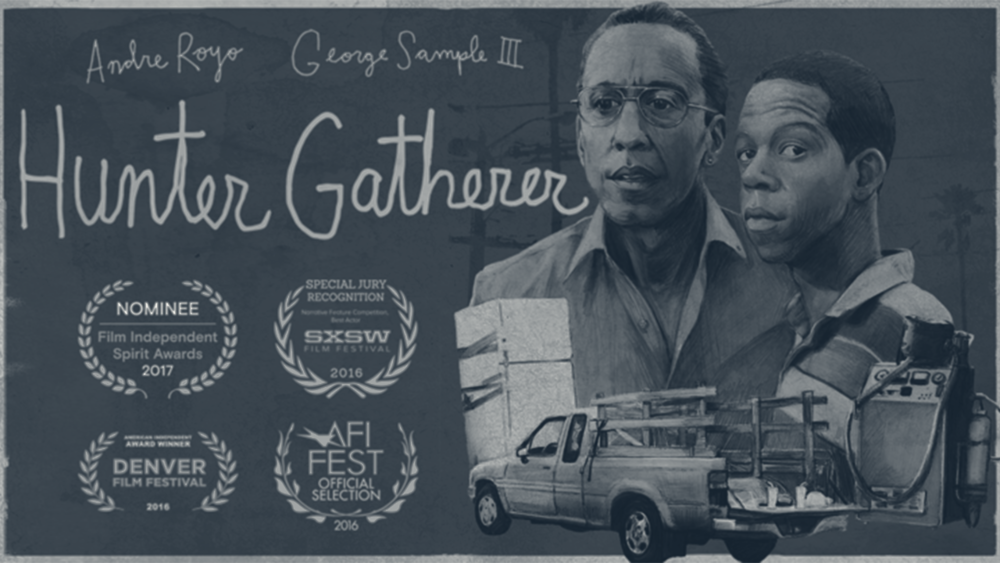 Andre Royo George Sample III
Hunter Gatherer
NOMINEE
Film Independent
Spirit Awards
2017
SPECIAL JURY
RECOGNITION
Narrative Feature Competition,
Best Actor
SXSW
FILM FESTIVAL
2016
AMERICAN INDEPENDENT
AWARD WINNER
DENVER
FILM FESTIVAL
2016
AFI
FEST
OFFICIAL
SELECTION
2016